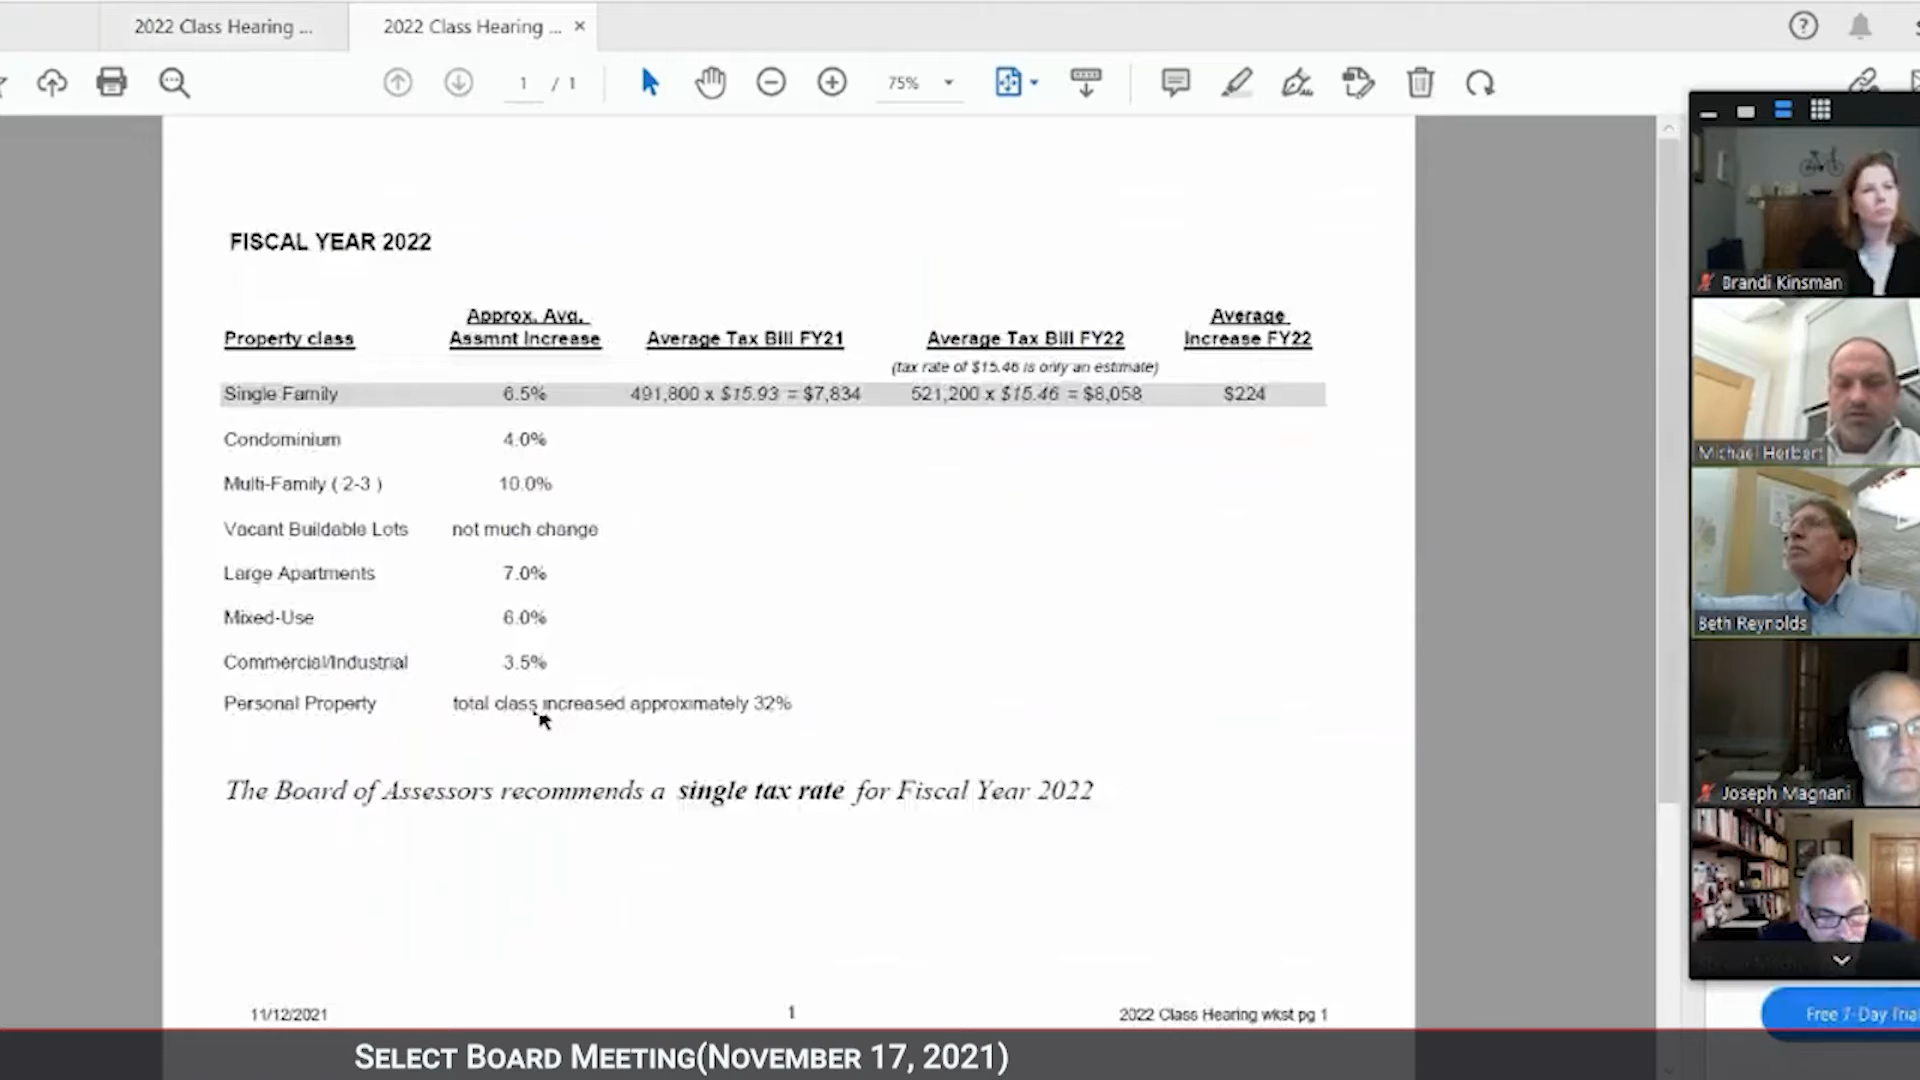 2022 Class Hearing ...
2022 Class Hearing ...
1 / 1
75%
FISCAL YEAR 2022
Property class
Approx. Avg. Assmnt Increase
Average Tax Bill FY21
Average Tax Bill FY22
Average Increase FY22
(tax rate of $15.46 is only an estimate)
Single Family 6.5% 491,800 x $15.93 = $7,834 521,200 x $15.46 = $8,058 $224
Condominium 4.0%
Multi-Family ( 2-3 ) 10.0%
Vacant Buildable Lots not much change
Large Apartments 7.0%
Mixed-Use 6.0%
Commercial/Industrial 3.5%
Personal Property total class increased approximately 32%
The Board of Assessors recommends a single tax rate for Fiscal Year 2022
11/12/2021 1 2022 Class Hearing wkst pg 1
Brandi Kinsman
Michael Herbert
Beth Reynolds
Joseph Magnani
Free 7-Day Trial
SELECT BOARD MEETING(NOVEMBER 17, 2021)